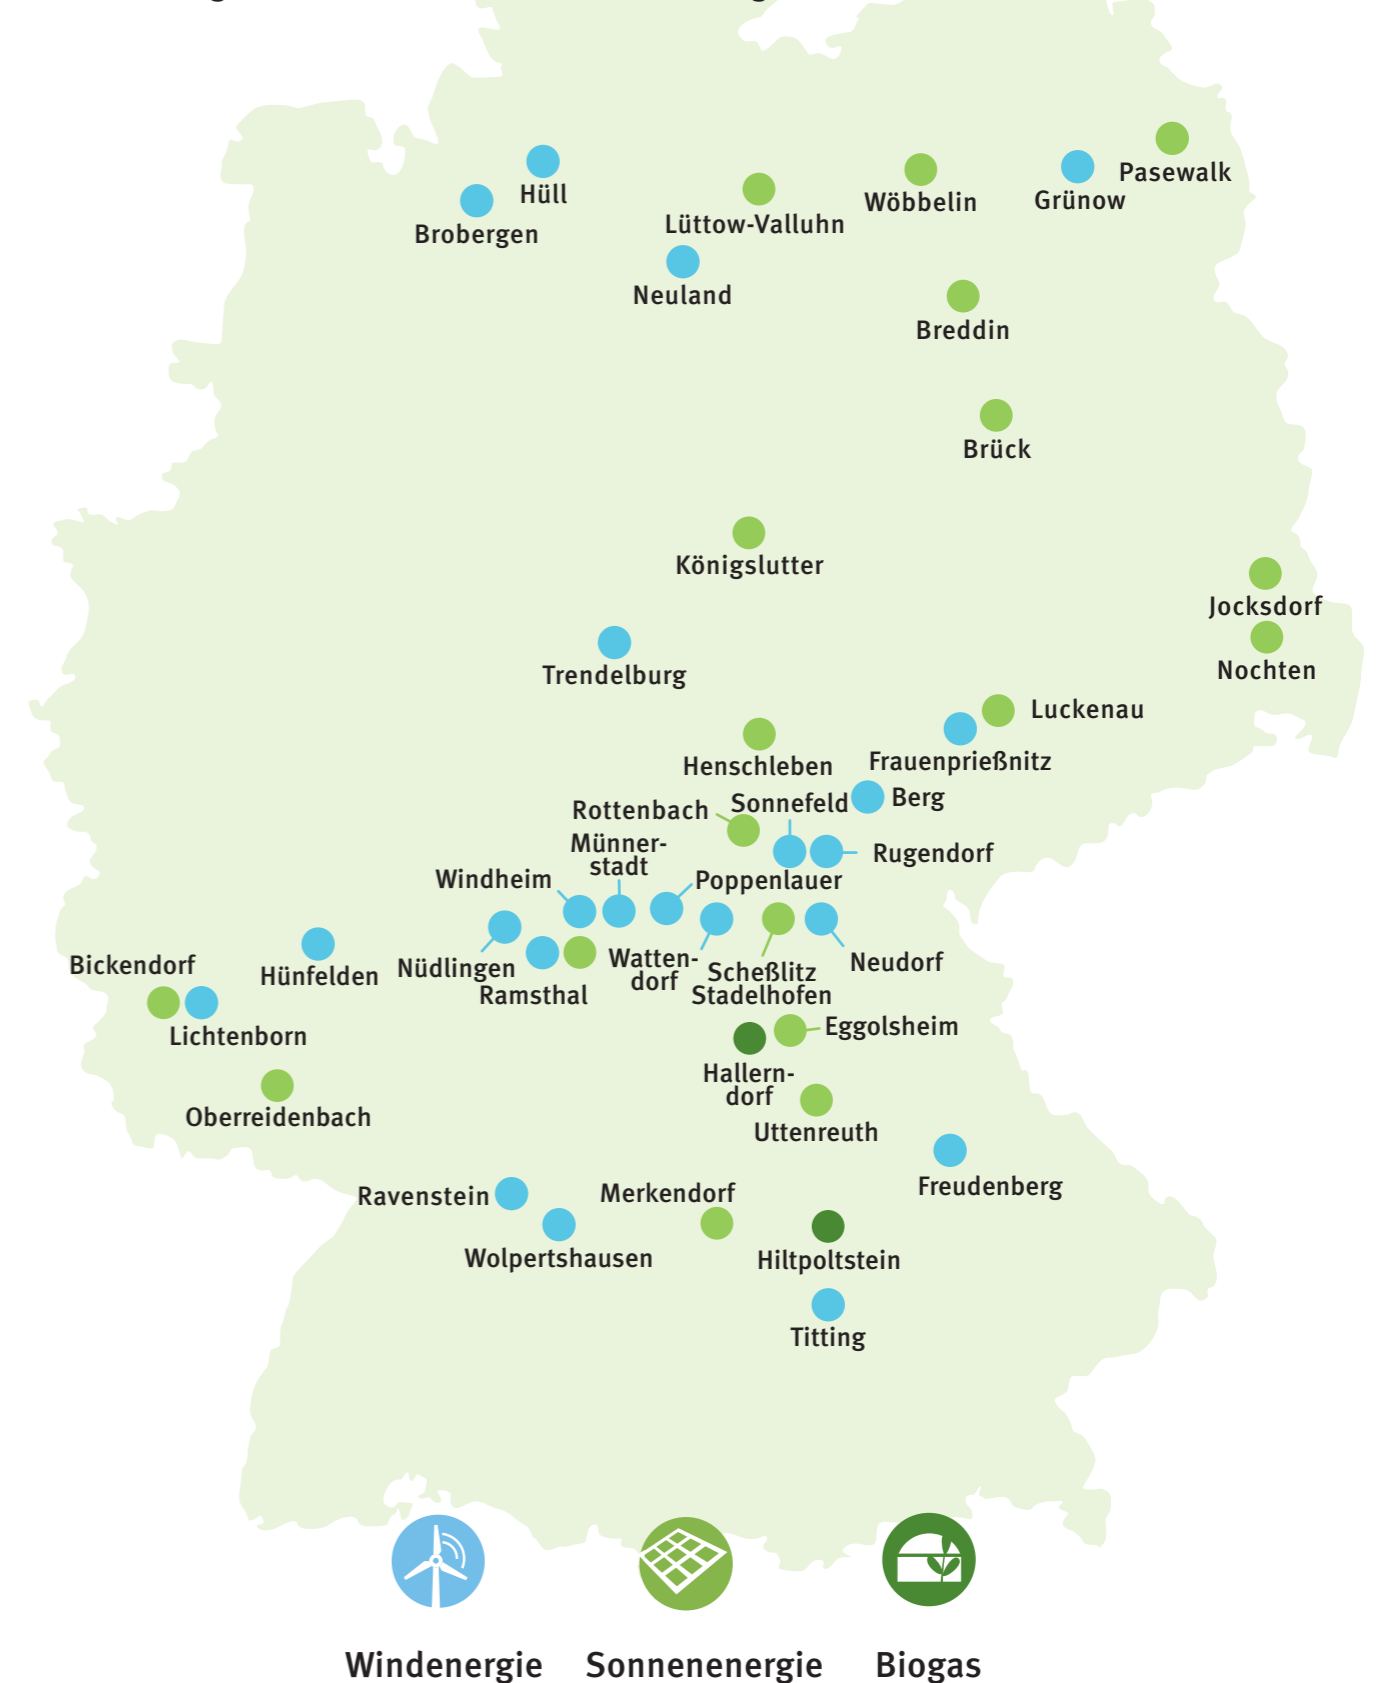 Hüll
Pasewalk
Wöbbelin
Grünow
Brobergen
Lüttow-Valluhn
Neuland
Breddin
Brück
Königslutter
Jocksdorf
Trendelburg
Nochten
Luckenau
Henschleben
Frauenprießnitz
Rottenbach
Sonnefeld
Berg
Münner-
stadt
Rugendorf
Windheim
Poppenlauer
Bickendorf
Hünfelden
Nüdlingen
Watten-
dorf
Neudorf
Scheßlitz
Stadelhofen
Ramsthal
Lichtenborn
Eggolsheim
Hallern-
dorf
Oberreidenbach
Uttenreuth
Ravenstein
Merkendorf
Freudenberg
Wolpertshausen
Hiltpoltstein
Titting
Windenergie
Sonnenenergie
Biogas